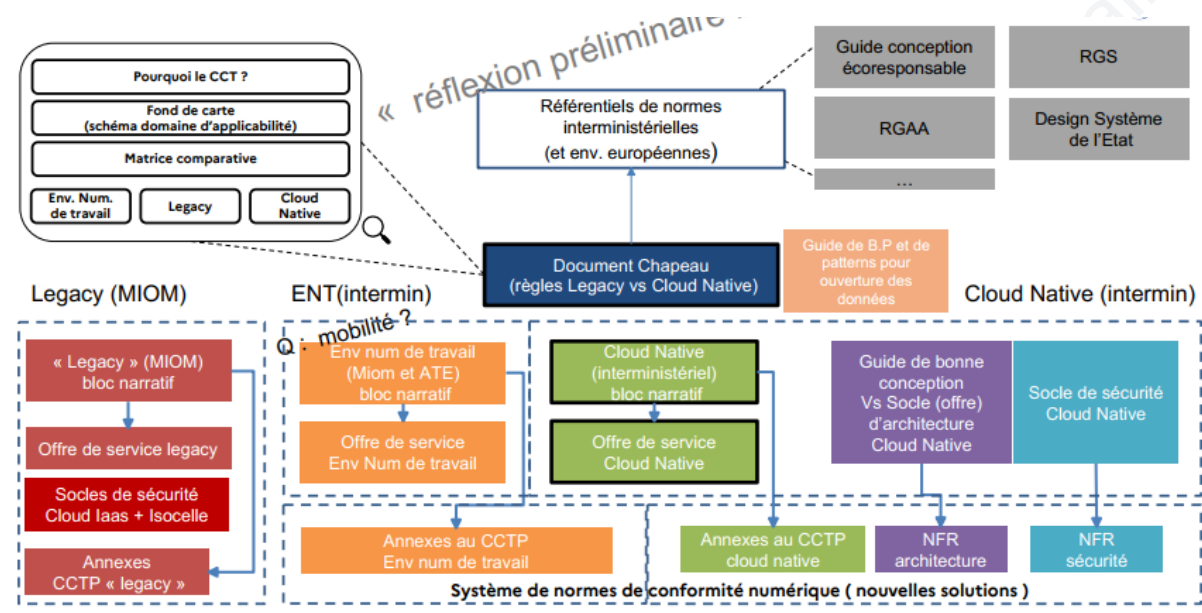 « réflexion préliminaire
Pourquoi le CCT ?
Fond de carte
(schéma domaine d'applicabilité)
Matrice comparative
Env. Num.
de travail
Legacy
Cloud
Native
Référentiels de normes
interministérielles
(et env. européennes)
Guide conception
écoresponsable
RGS
RGAA
Design Système
de l'Etat
...
Document Chapeau
(règles Legacy vs Cloud Native)
Guide de B.P et de
patterns pour
ouverture des
données
Legacy (MIOM)
ENT(intermin)
Cloud Native (intermin)
Q : mobilité ?
« Legacy » (MIOM)
bloc narratif
Offre de service legacy
Socles de sécurité
Cloud Iaas + Isocelle
Annexes
CCTP « legacy »
Env num de travail
(Miom et ATE)
bloc narratif
Offre de service
Env Num de travail
Cloud Native
(interministériel)
bloc narratif
Offre de service
Cloud Native
Guide de bonne
conception
Vs Socle (offre)
d'architecture
Cloud Native
Socle de sécurité
Cloud Native
Annexes au CCTP
Env num de travail
Annexes au CCTP
cloud native
NFR
architecture
NFR
sécurité
Système de normes de conformité numérique ( nouvelles solutions )